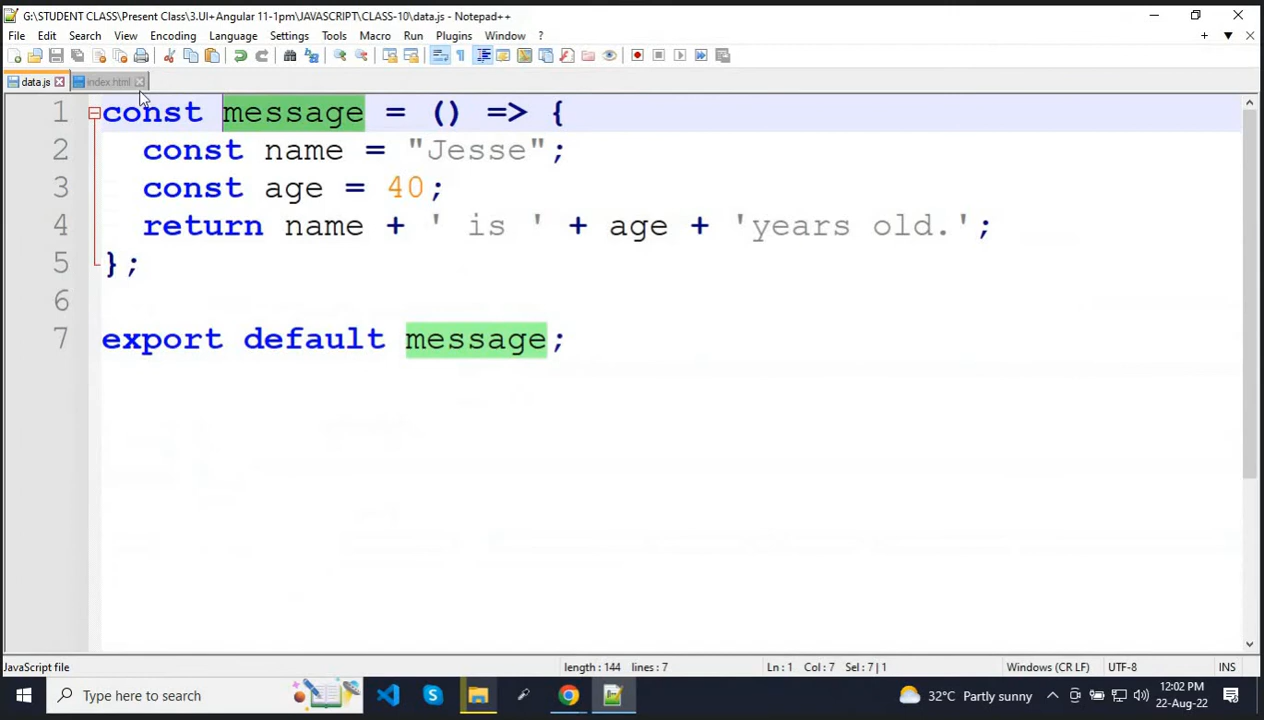 G:\STUDENT CLASS\Present Class\3.UI+Angular 11-1pm\JAVASCRIPT\CLASS-10\data.js - Notepad++
File Edit Search View Encoding Language Settings Tools Macro Run Plugins Window ?
data.js index.html
1 const message = () => {
2 const name = "Jesse";
3 const age = 40;
4 return name + ' is ' + age + 'years old.';
5 };
6
7 export default message;
JavaScript file length : 144 lines : 7 Ln : 1 Col : 7 Sel : 7 | 1 Windows (CR LF) UTF-8 INS
Type here to search 32°C Partly sunny 12:02 PM
22-Aug-22